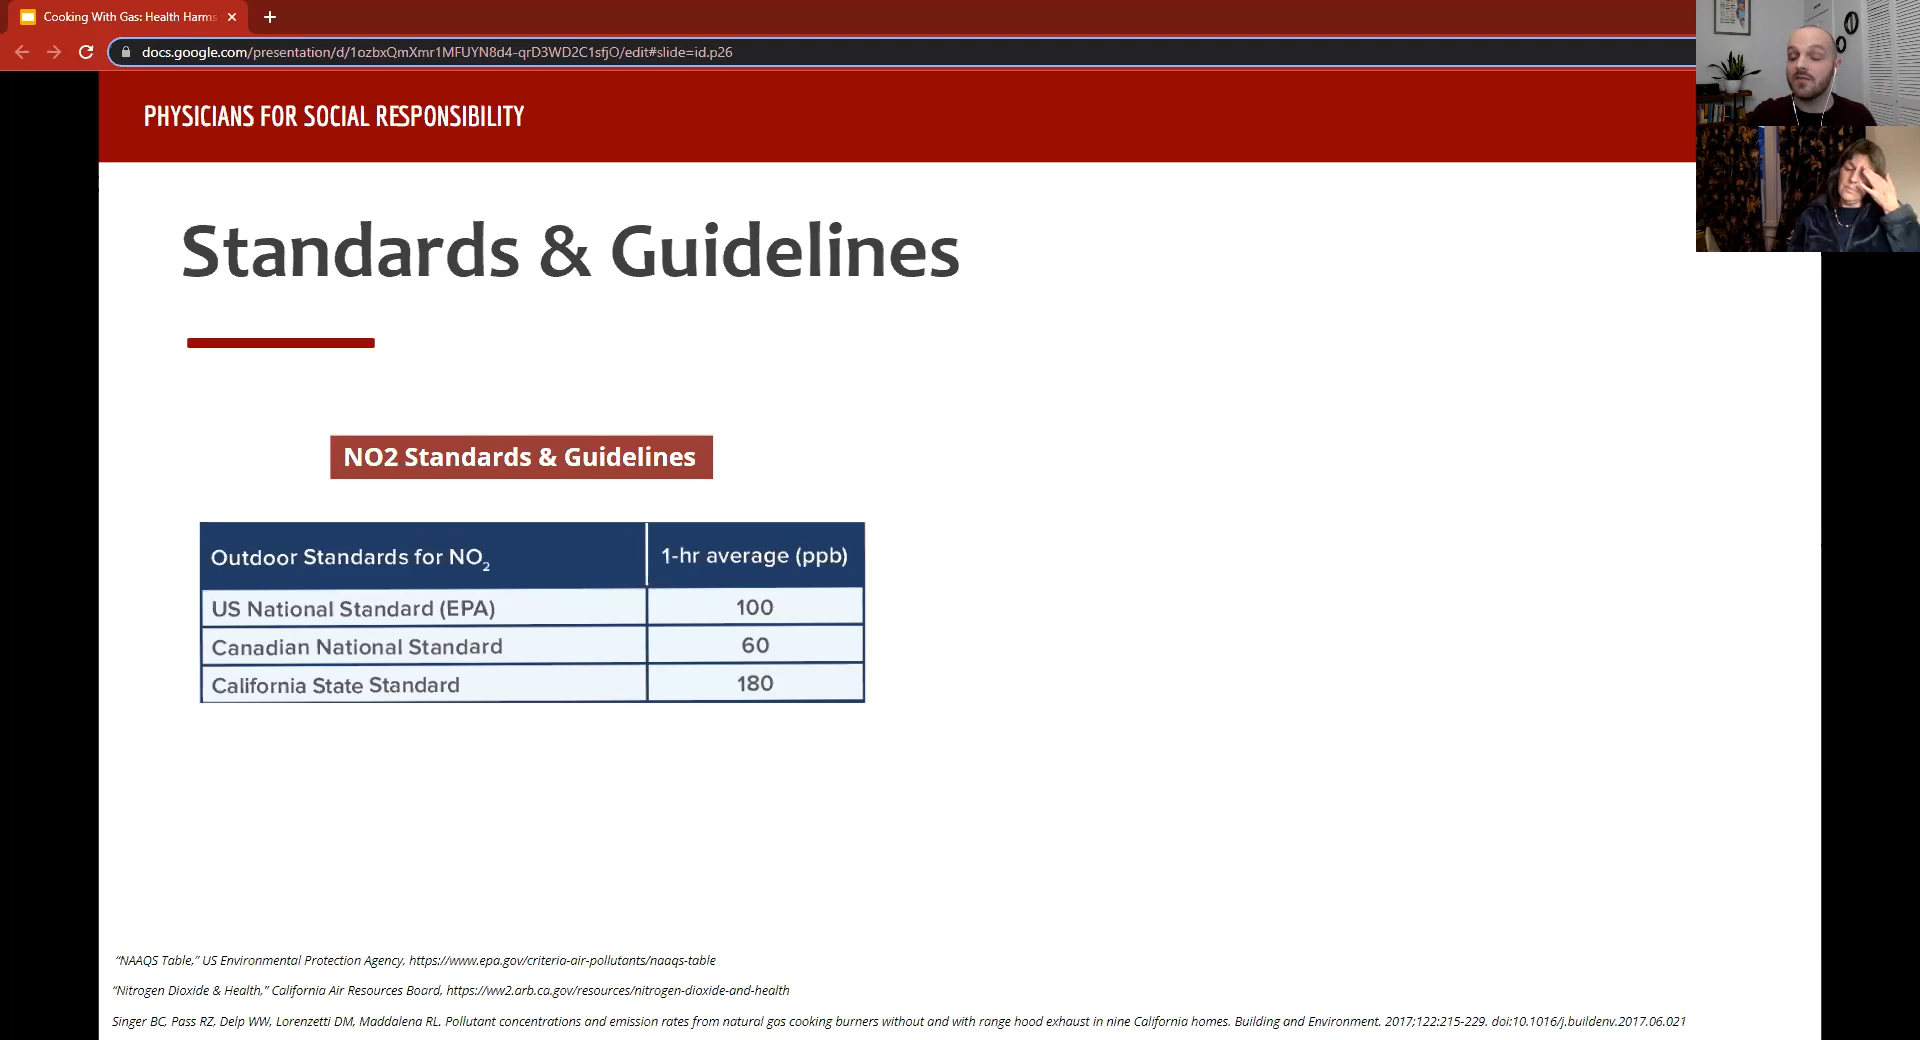 Cooking With Gas: Health Harms
docs.google.com/presentation/d/1ozbxQmXmr1MFUYN8d4-qrD3WD2C1sfjO/edit#slide=id.p26
PHYSICIANS FOR SOCIAL RESPONSIBILITY
Standards & Guidelines
NO2 Standards & Guidelines
Outdoor Standards for NO₂ 1-hr average (ppb)
US National Standard (EPA) 100
Canadian National Standard 60
California State Standard 180
“NAAQS Table,” US Environmental Protection Agency, https://www.epa.gov/criteria-air-pollutants/naaqs-table
“Nitrogen Dioxide & Health,” California Air Resources Board, https://ww2.arb.ca.gov/resources/nitrogen-dioxide-and-health
Singer BC, Pass RZ, Delp WW, Lorenzetti DM, Maddalena RL. Pollutant concentrations and emission rates from natural gas cooking burners without and with range hood exhaust in nine California homes. Building and Environment. 2017;122:215-229. doi:10.1016/j.buildenv.2017.06.021